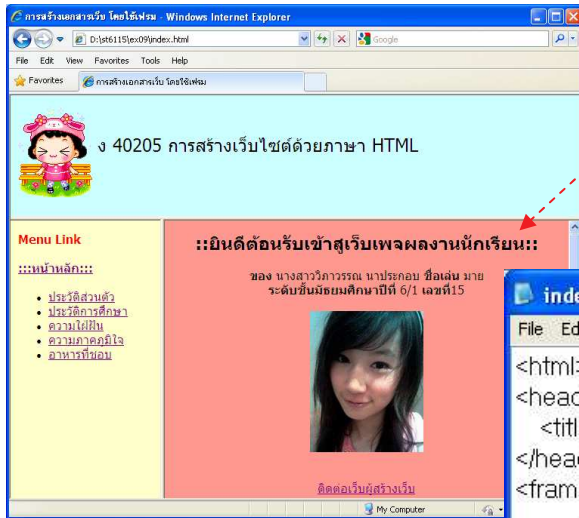 การสร้างเอกสารเว็บ โดยใช้เฟรม - Windows Internet Explorer
D:\st6115\ex09\index.html
Google
File Edit View Favorites Tools Help
Favorites
การสร้างเอกสารเว็บ โดยใช้เฟรม
ง 40205 การสร้างเว็บไซต์ด้วยภาษา HTML
Menu Link
:::หน้าหลัก:::
ประวัติส่วนตัว
ประวัติการศึกษา
ความใฝ่ฝัน
ความภาคภูมิใจ
อาหารที่ชอบ
::ยินดีต้อนรับเข้าสู่เว็บเพจผลงานนักเรียน::
ของ นางสาววิภาวรรณ นาประกอบ ชื่อเล่น มาย
ระดับชั้นมัธยมศึกษาปีที่ 6/1 เลขที่15
ติดต่อเว็บผู้สร้างเว็บ
My Computer
inde
File Ed
<html>
<head
<titl
</head
<fram